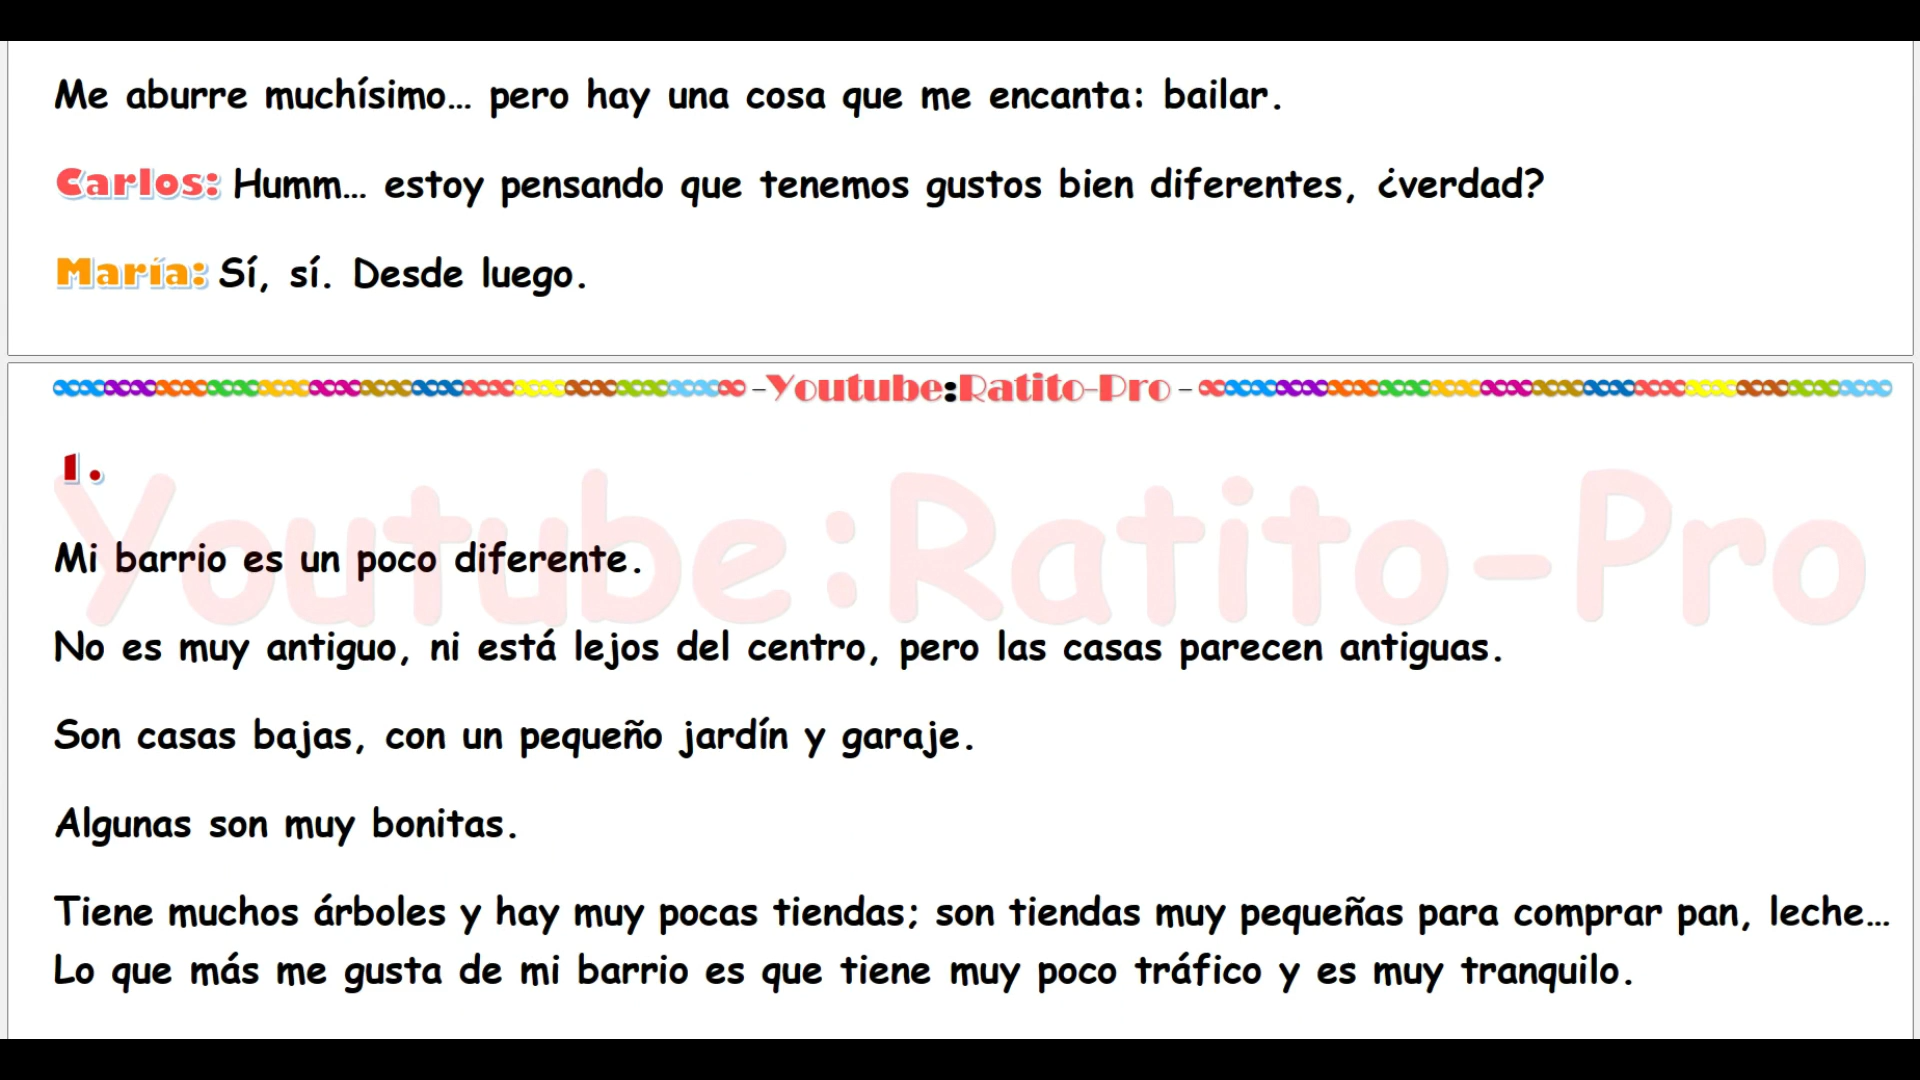 Me aburre muchísimo... pero hay una cosa que me encanta: bailar.
Carlos: Humm... estoy pensando que tenemos gustos bien diferentes, ¿verdad?
María: Sí, sí. Desde luego.
-Youtube:Ratito-Pro -
1.
Youtube:Ratito-Pro
Mi barrio es un poco diferente.
No es muy antiguo, ni está lejos del centro, pero las casas parecen antiguas.
Son casas bajas, con un pequeño jardín y garaje.
Algunas son muy bonitas.
Tiene muchos árboles y hay muy pocas tiendas; son tiendas muy pequeñas para comprar pan, leche...
Lo que más me gusta de mi barrio es que tiene muy poco tráfico y es muy tranquilo.